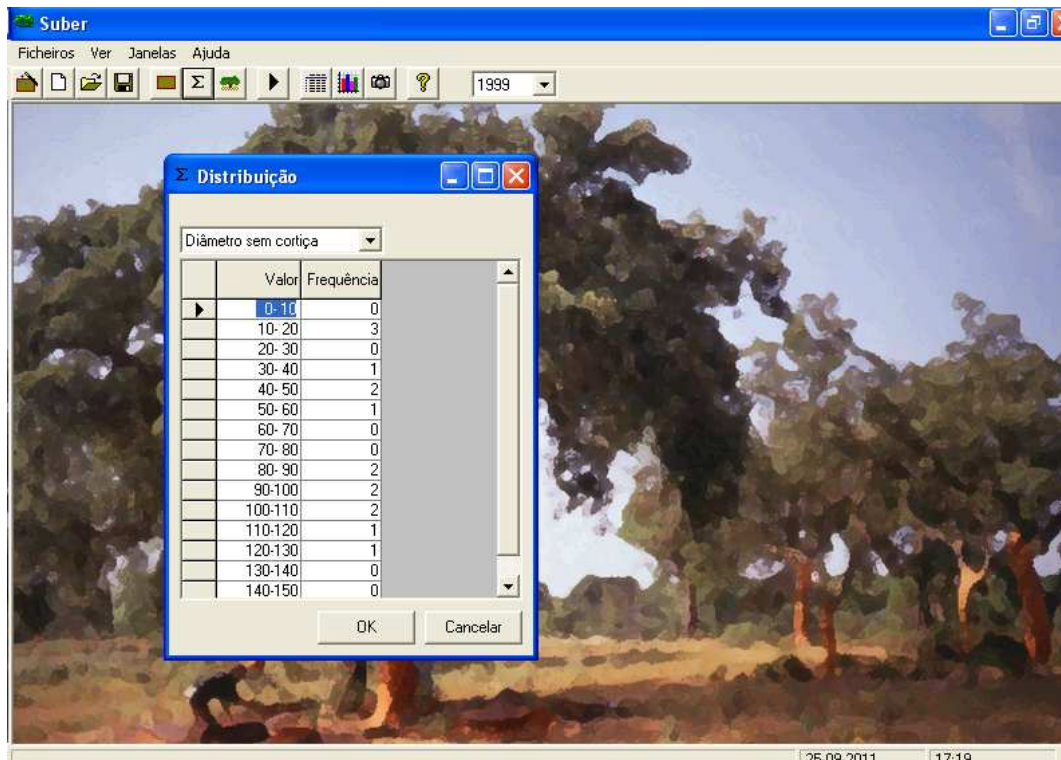 Suber
Ficheiros Ver Janelas Ajuda
Σ ? 1999
Σ Distribuição
Diâmetro sem cortiça
Valor Frequência
0- 10 0
10- 20 3
20- 30 0
30- 40 1
40- 50 2
50- 60 1
60- 70 0
70- 80 0
80- 90 2
90-100 2
100-110 2
110-120 1
120-130 1
130-140 0
140-150 0
OK Cancelar
25.09.2011 17:19